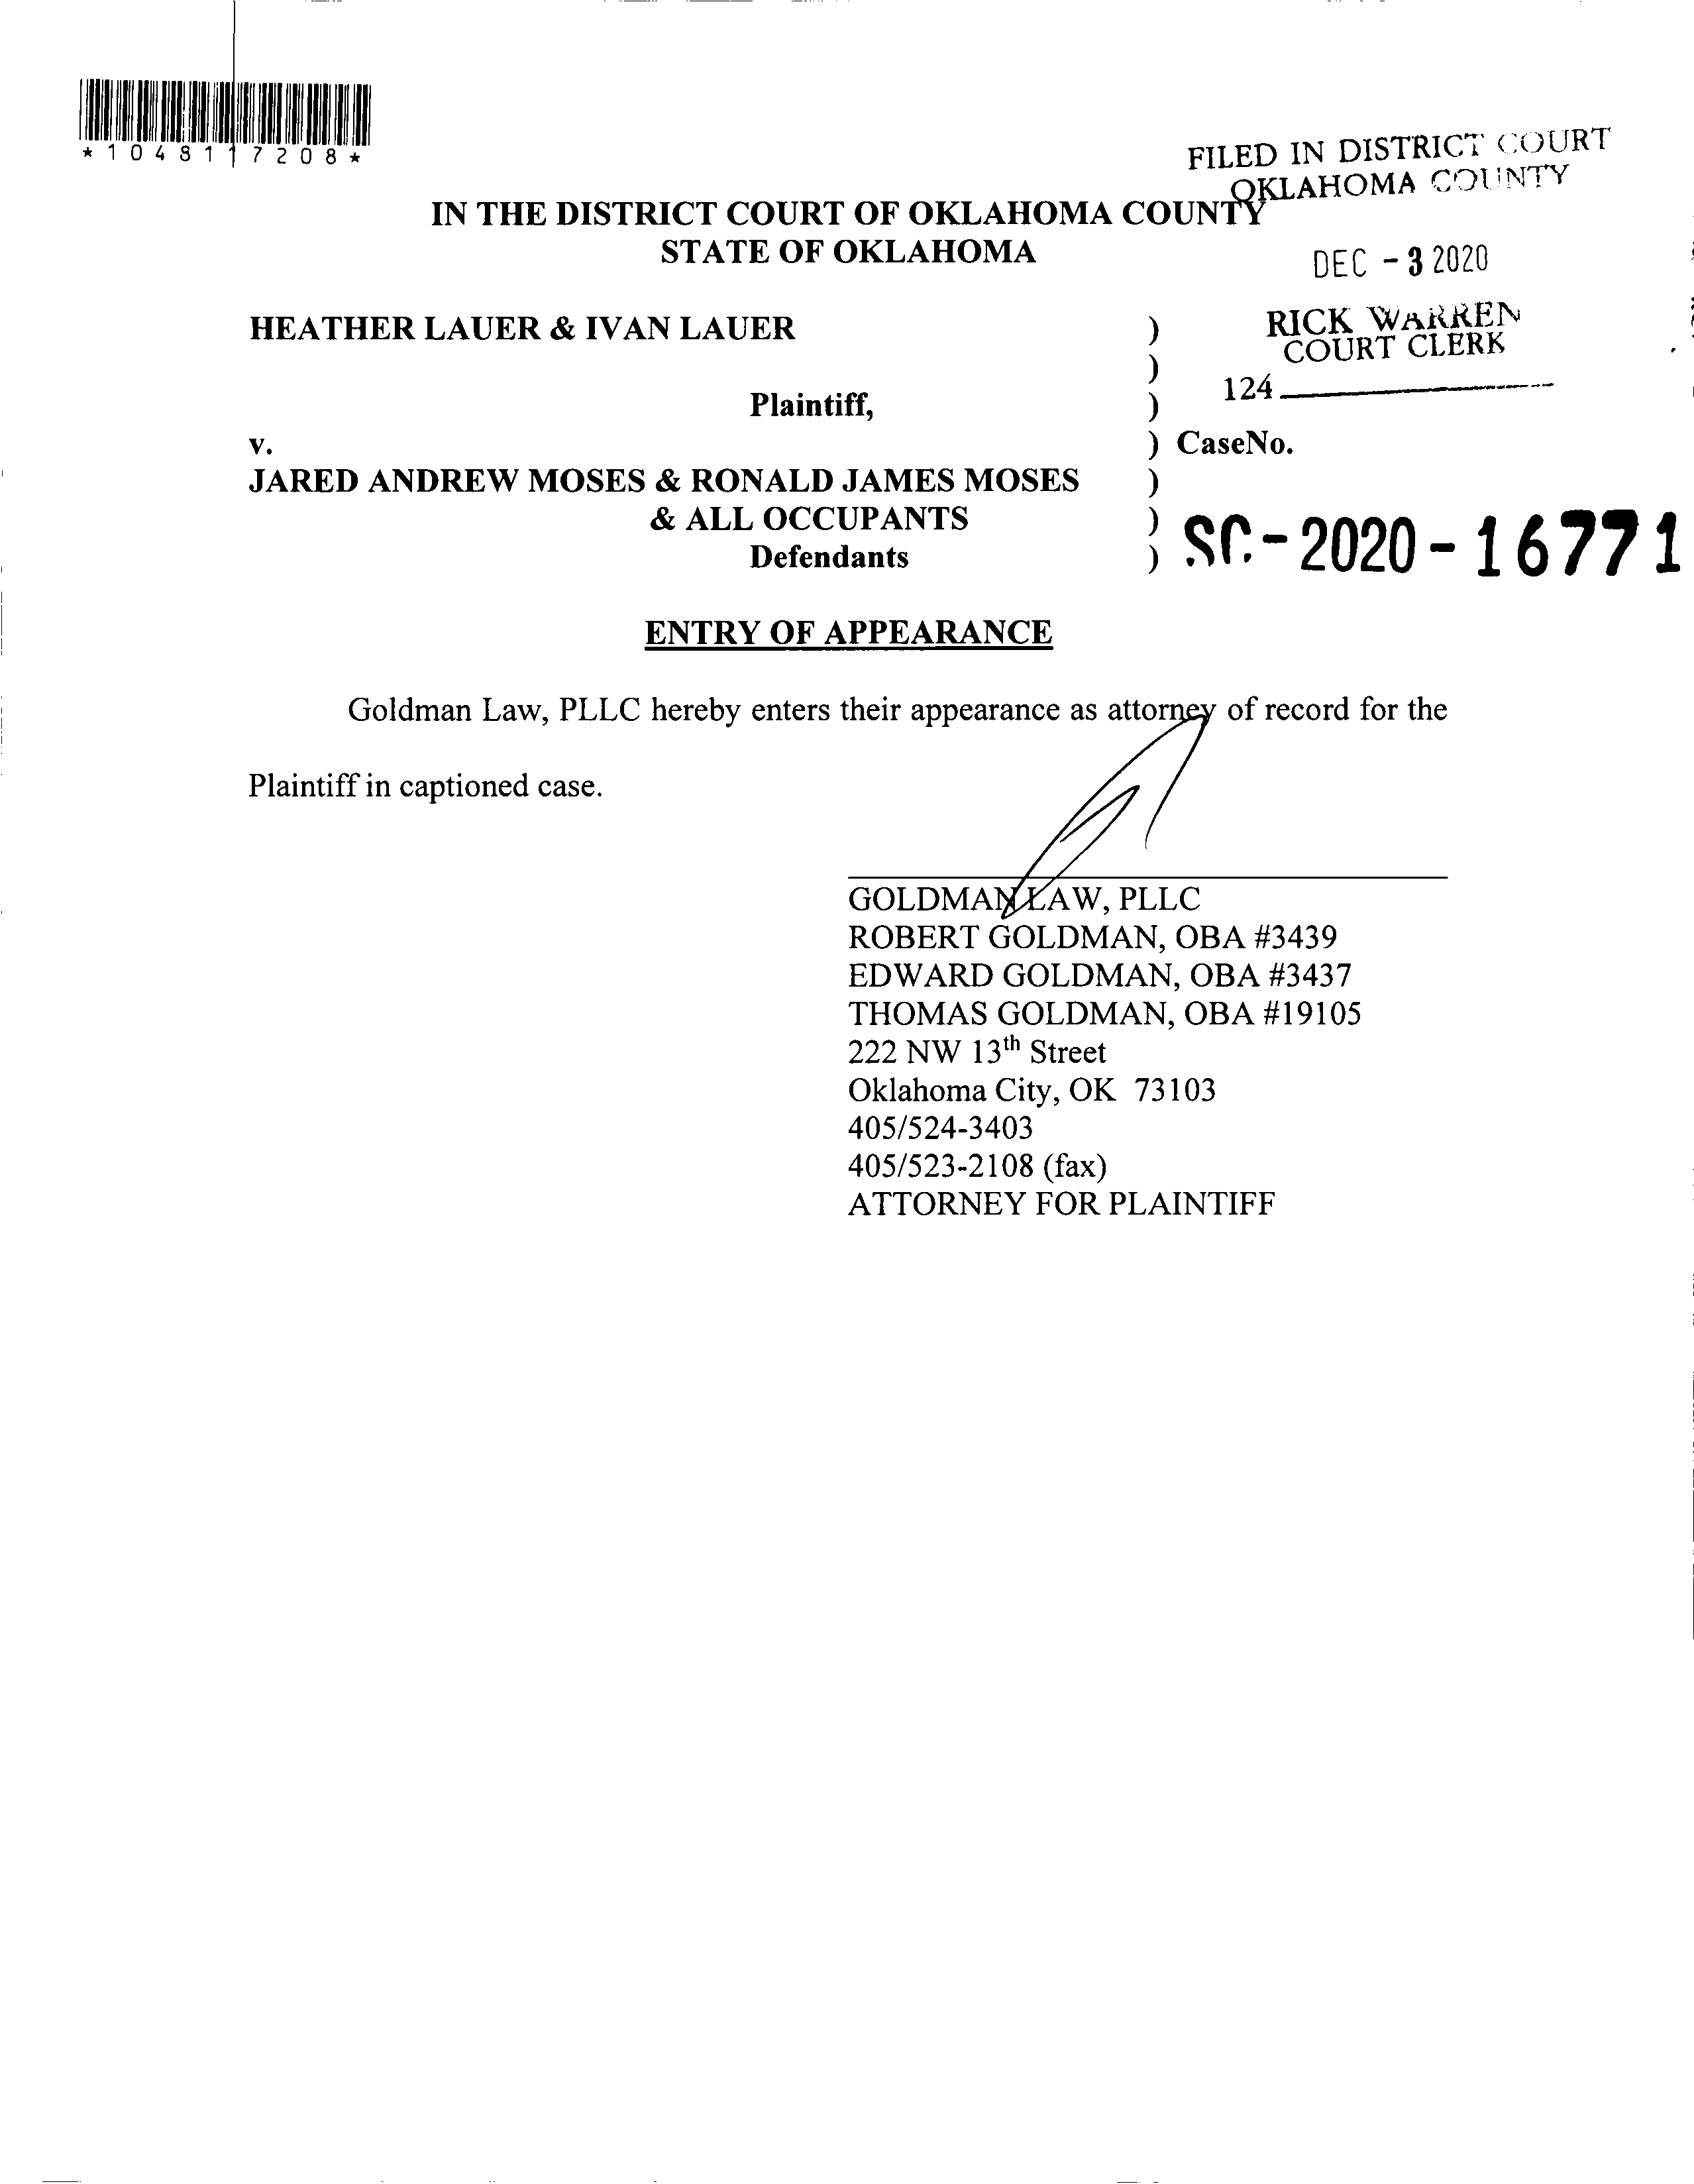 *1048117208*
FILED IN DISTRICT COURT
OKLAHOMA COUNTY
IN THE DISTRICT COURT OF OKLAHOMA COUNTY
STATE OF OKLAHOMA
DEC - 3 2020
HEATHER LAUER & IVAN LAUER )
RICK WARREN
COURT CLERK
)
124
Plaintiff, )
v. ) CaseNo.
JARED ANDREW MOSES & RONALD JAMES MOSES )
& ALL OCCUPANTS )
SC-2020-16771
Defendants )
ENTRY OF APPEARANCE
Goldman Law, PLLC hereby enters their appearance as attorney of record for the
Plaintiff in captioned case.
GOLDMAN LAW, PLLC
ROBERT GOLDMAN, OBA #3439
EDWARD GOLDMAN, OBA #3437
THOMAS GOLDMAN, OBA #19105
222 NW 13th Street
Oklahoma City, OK 73103
405/524-3403
405/523-2108 (fax)
ATTORNEY FOR PLAINTIFF